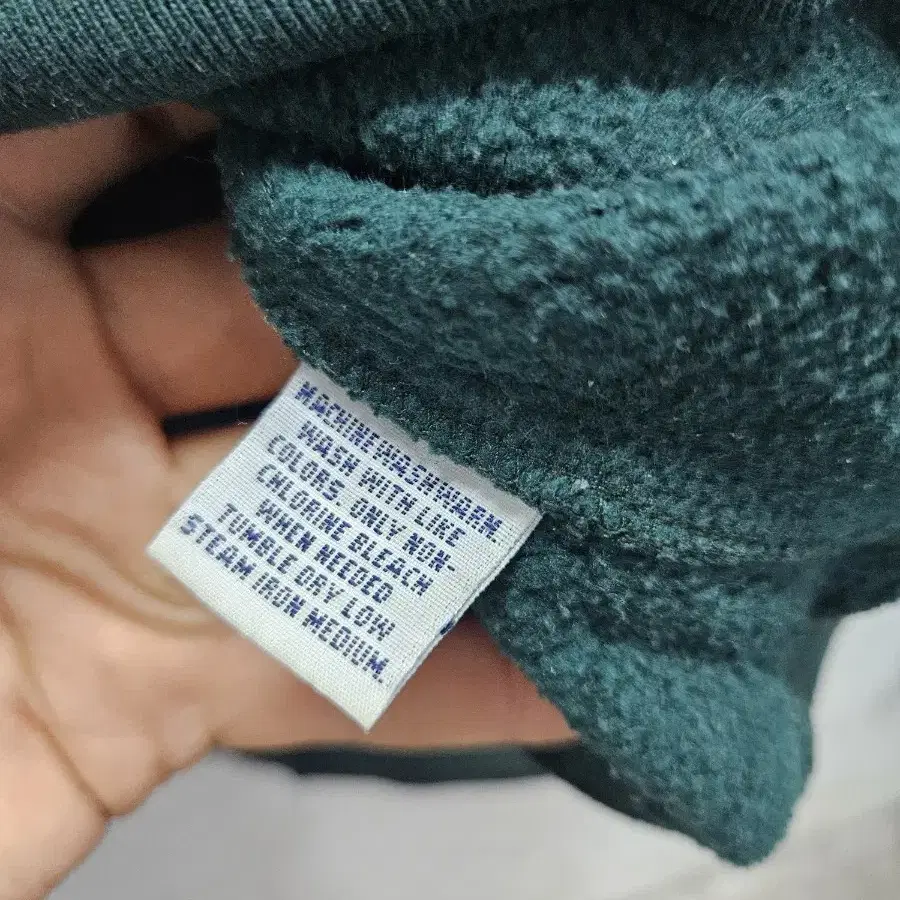 MACHINE WASH WARM.
WASH WITH LIKE
COLORS. ONLY NON
CHLORINE BLEACH
WHEN NEEDED
TUMBLE DRY LOW
STEAM IRON MEDIUM.